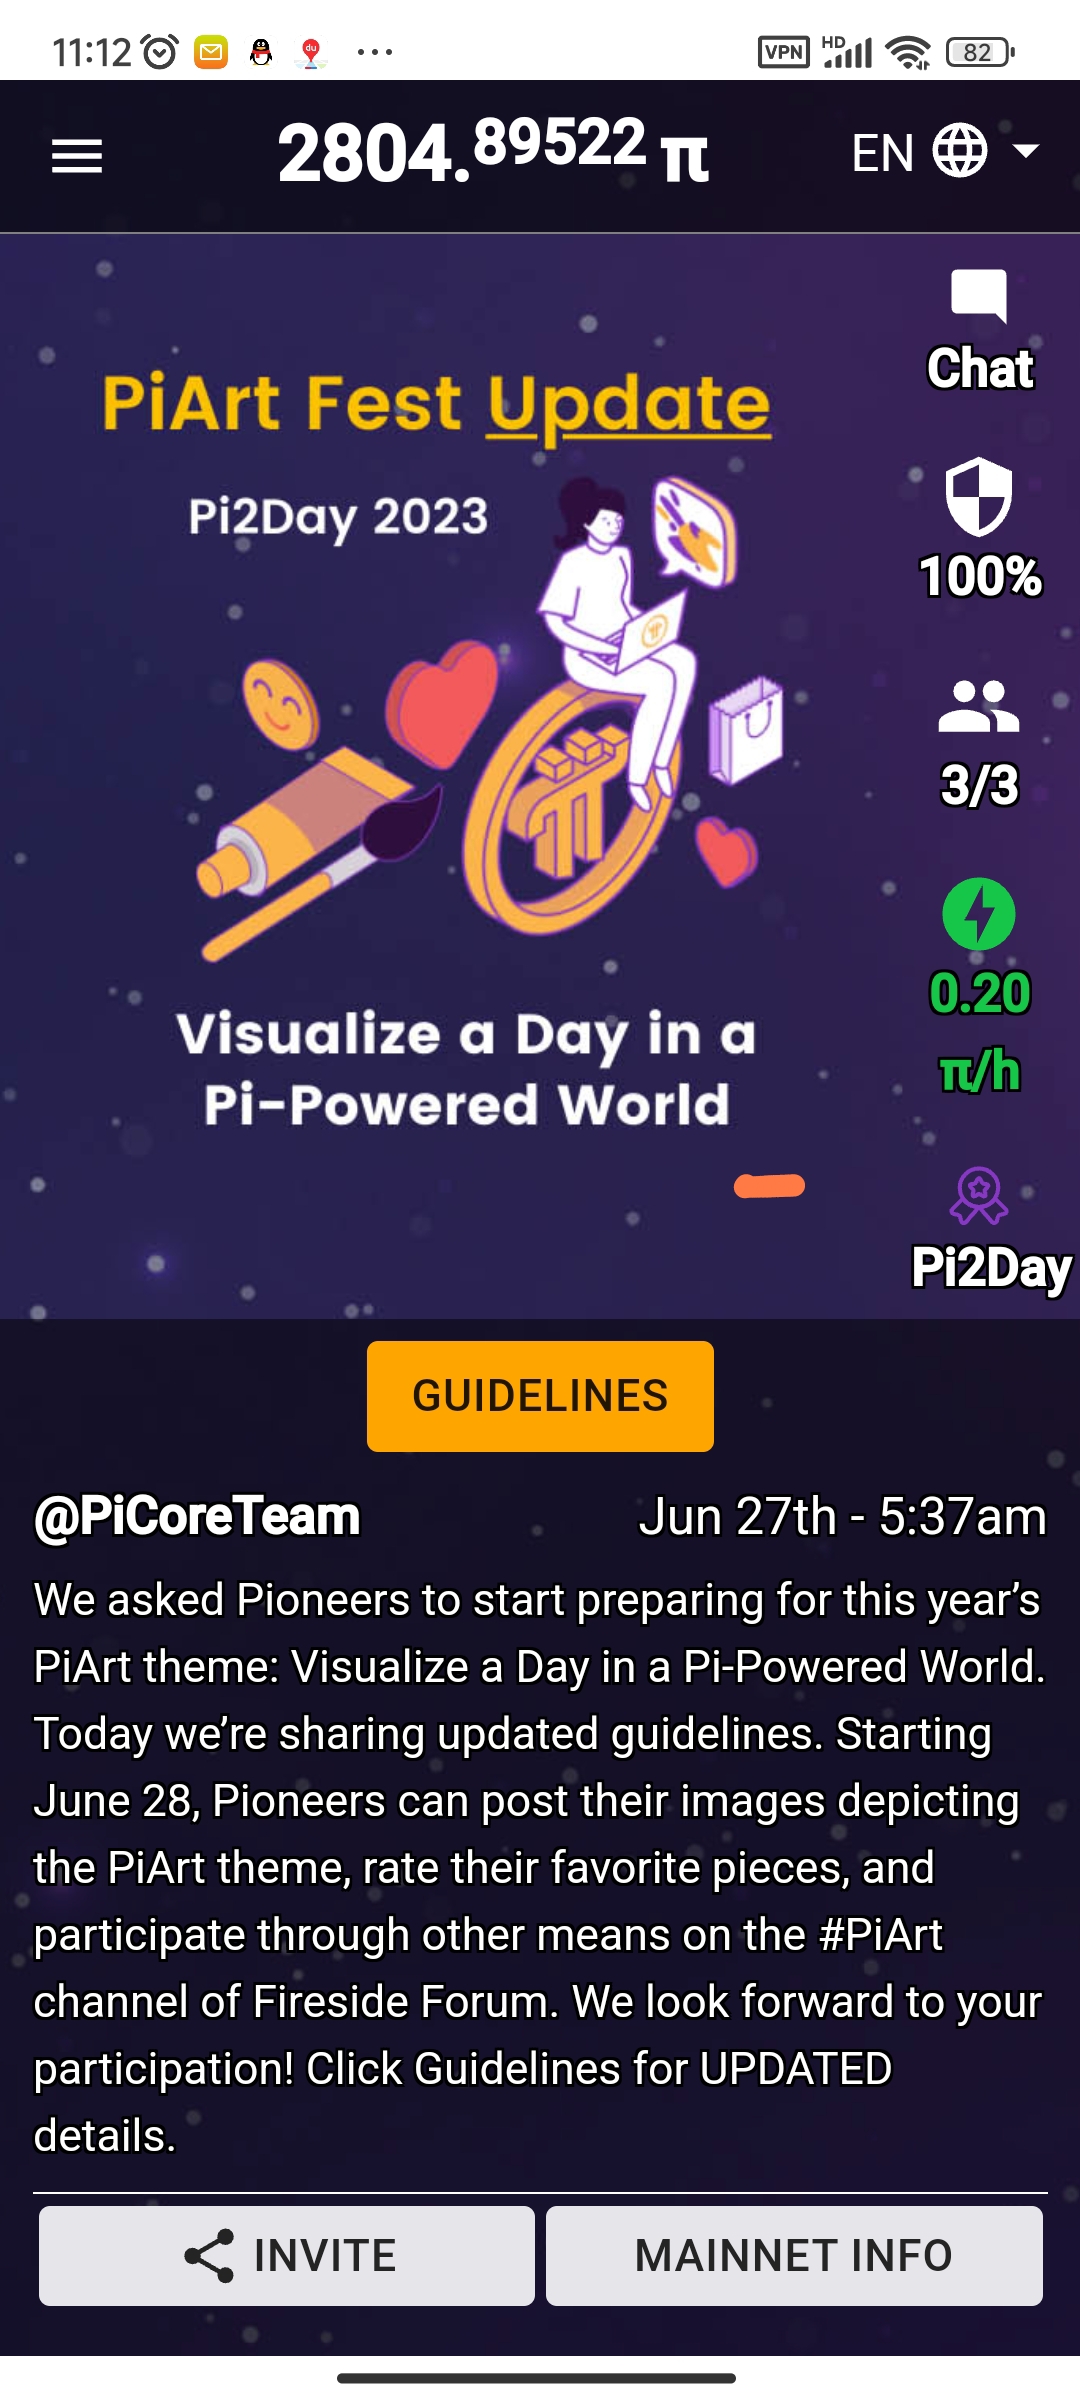 11:12
du
VPN
HD
82
2804.89522 π
EN
PiArt Fest Update
Pi2Day 2023
Visualize a Day in a
Pi-Powered World
Chat
100%
3/3
0.20
π/h
Pi2Day
GUIDELINES
@PiCoreTeam
Jun 27th - 5:37am
We asked Pioneers to start preparing for this year’s
PiArt theme: Visualize a Day in a Pi-Powered World.
Today we’re sharing updated guidelines. Starting
June 28, Pioneers can post their images depicting
the PiArt theme, rate their favorite pieces, and
participate through other means on the #PiArt
channel of Fireside Forum. We look forward to your
participation! Click Guidelines for UPDATED
details.
INVITE
MAINNET INFO